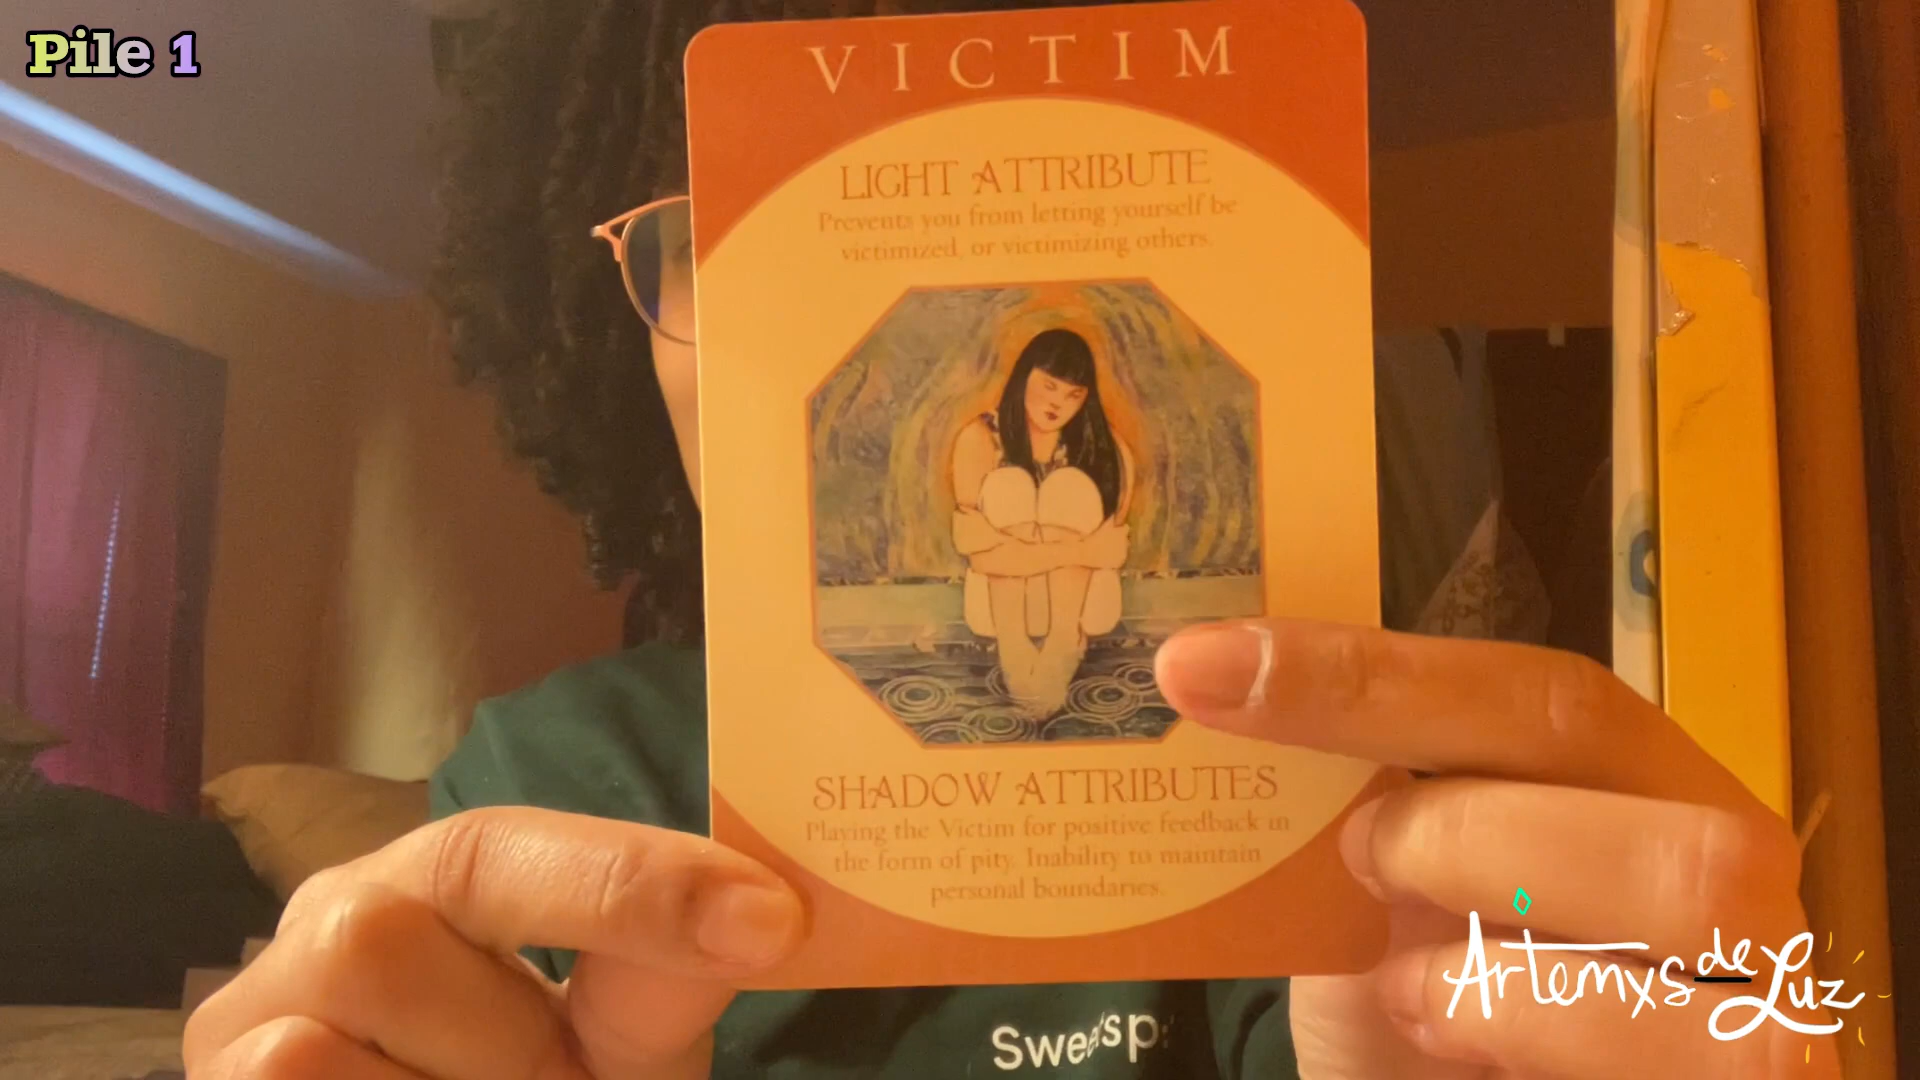 Pile 1
VICTIM
LIGHT ATTRIBUTE
Prevents you from letting yourself be
victimized, or victimizing others.
SHADOW ATTRIBUTES
Playing the Victim for positive feedback in
the form of pity. Inability to maintain
personal boundaries.
Artemys de Luz